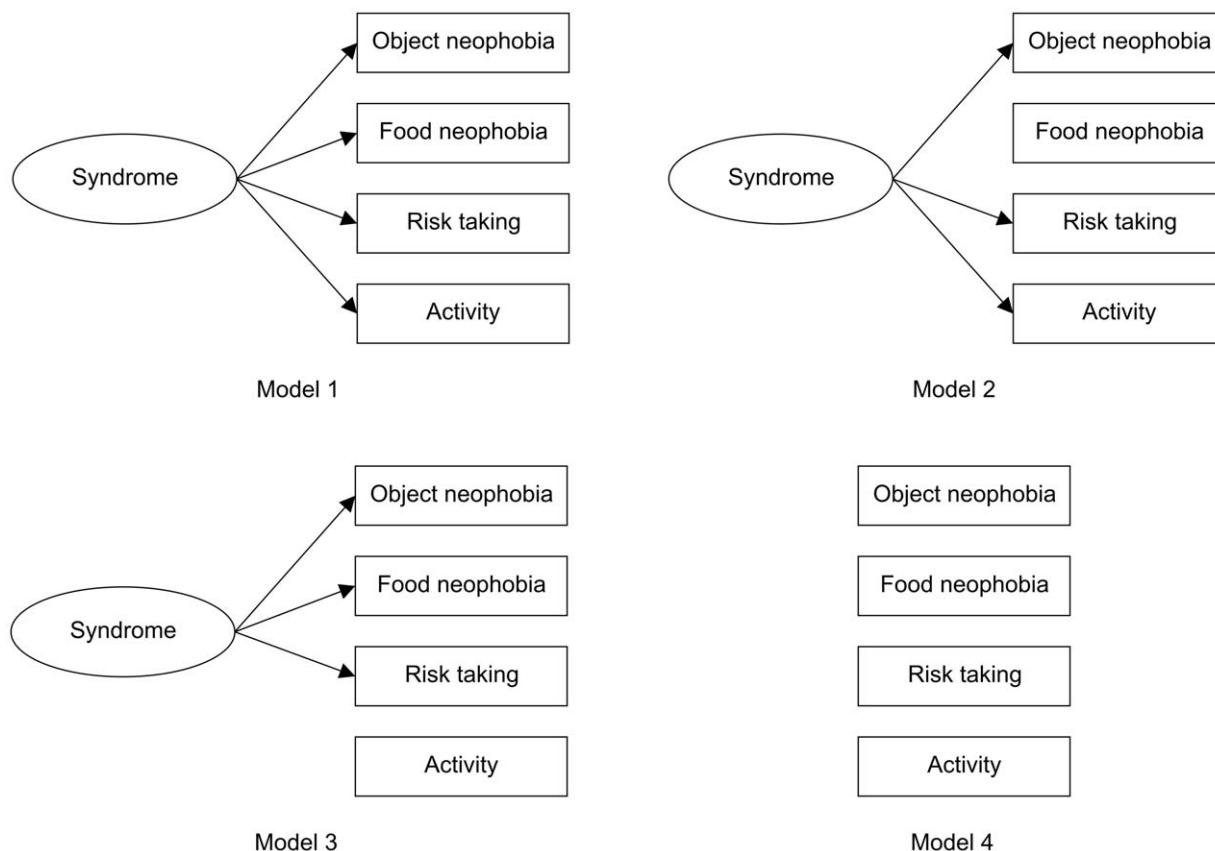 Object neophobia
Food neophobia
Syndrome
Risk taking
Activity
Model 1
Object neophobia
Food neophobia
Syndrome
Risk taking
Activity
Model 2
Object neophobia
Food neophobia
Syndrome
Risk taking
Activity
Model 3
Object neophobia
Food neophobia
Risk taking
Activity
Model 4